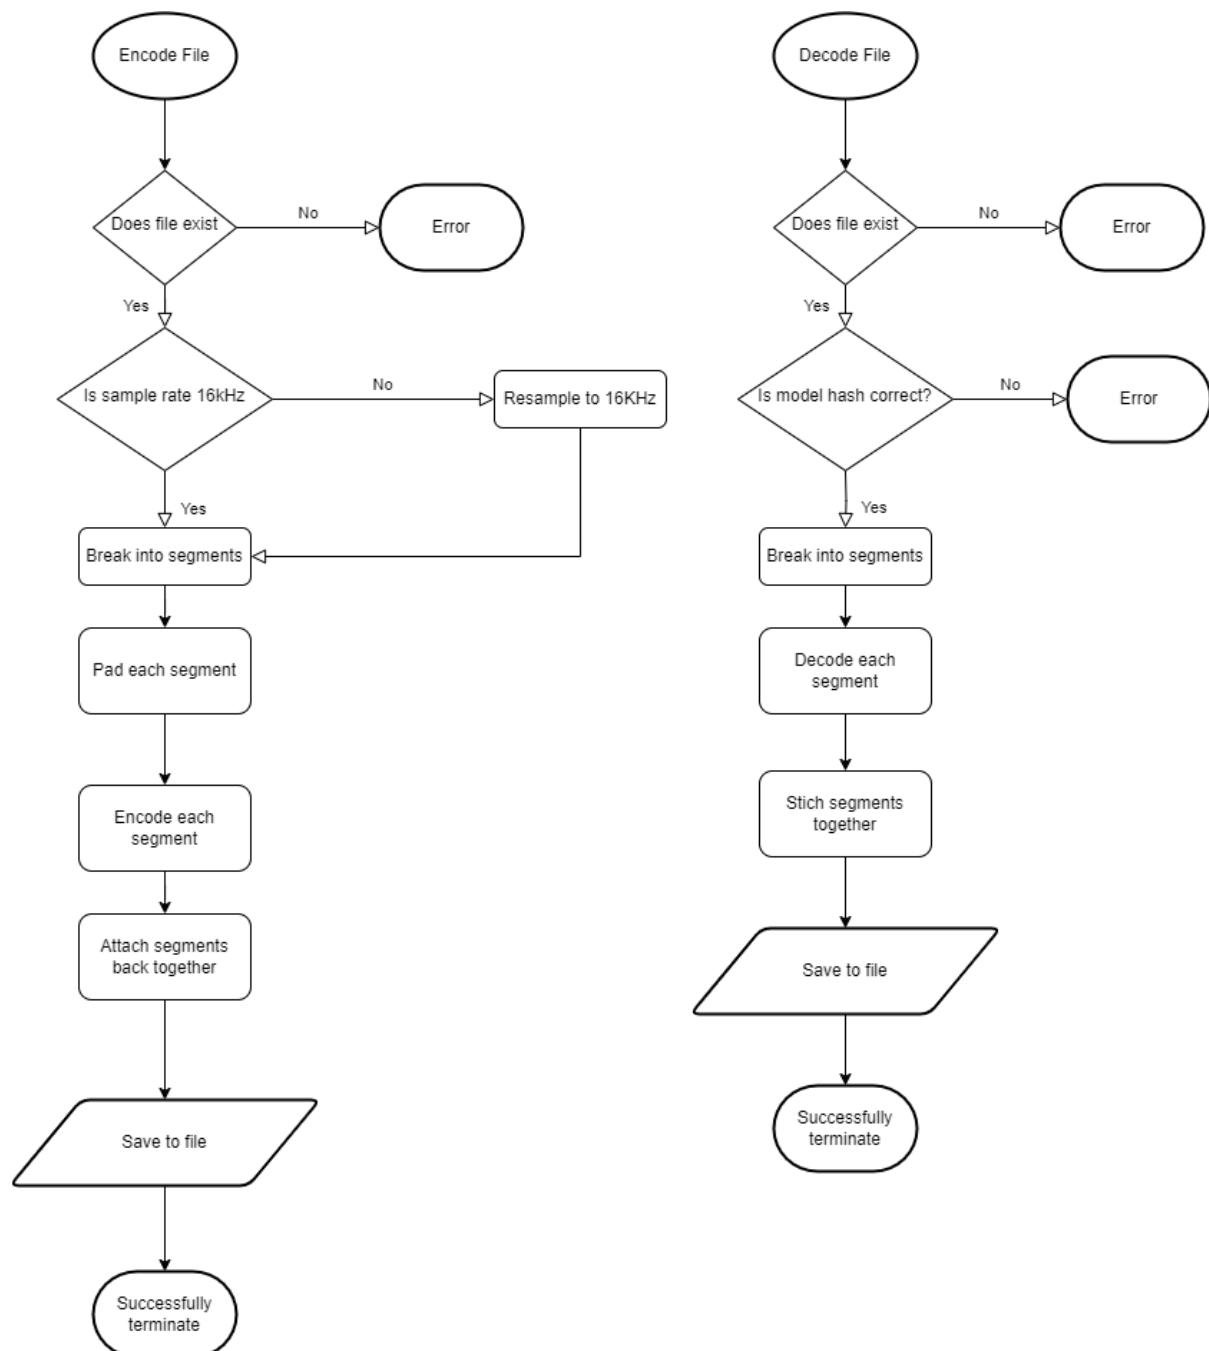 Encode File
Does file exist
No
Error
Yes
Is sample rate 16kHz
No
Resample to 16KHz
Yes
Break into segments
Pad each segment
Encode each
segment
Attach segments
back together
Save to file
Successfully
terminate
Decode File
Does file exist
No
Error
Yes
Is model hash correct?
No
Error
Yes
Break into segments
Decode each
segment
Stich segments
together
Save to file
Successfully
terminate